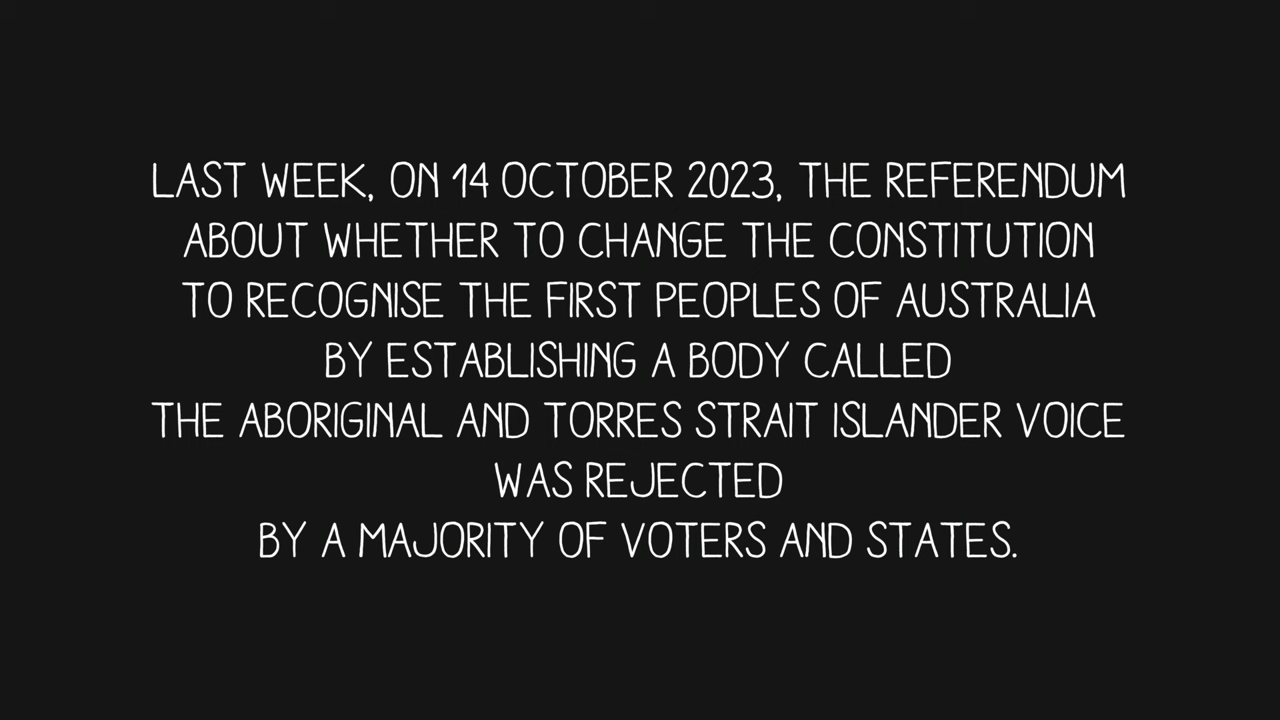 LAST WEEK, ON 14 OCTOBER 2023, THE REFERENDUM
ABOUT WHETHER TO CHANGE THE CONSTITUTION
TO RECOGNISE THE FIRST PEOPLES OF AUSTRALIA
BY ESTABLISHING A BODY CALLED
THE ABORIGINAL AND TORRES STRAIT ISLANDER VOICE
WAS REJECTED
BY A MAJORITY OF VOTERS AND STATES.